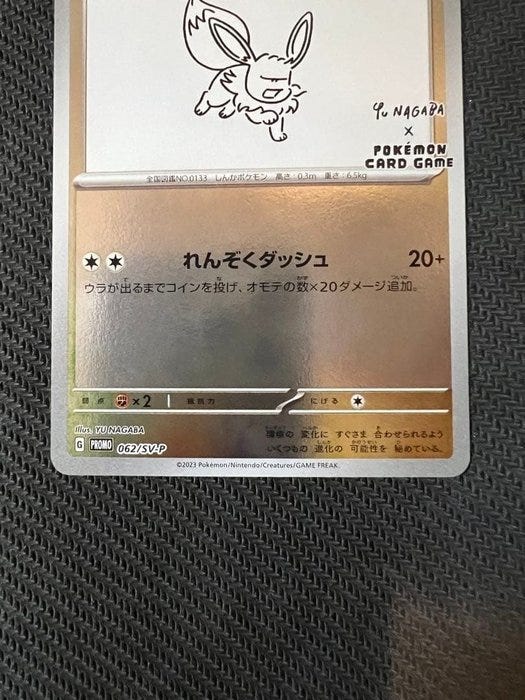 YU NAGABA
×
POKÉMON
CARD GAME
全国図鑑NO.0133 しんかポケモン 高さ：0.3m 重さ：6.5kg
れんぞくダッシュ 20+
ウラが出るまでコインを投げ、オモテの数×20ダメージ追加。
弱点 ×2 抵抗力 にげる
Illus. YU NAGABA
G PROMO 062/SV-P
環境の 変化に すぐさま 合わせられるよう
いくつもの 進化の 可能性を 秘めている。
©2023 Pokémon/Nintendo/Creatures/GAME FREAK.